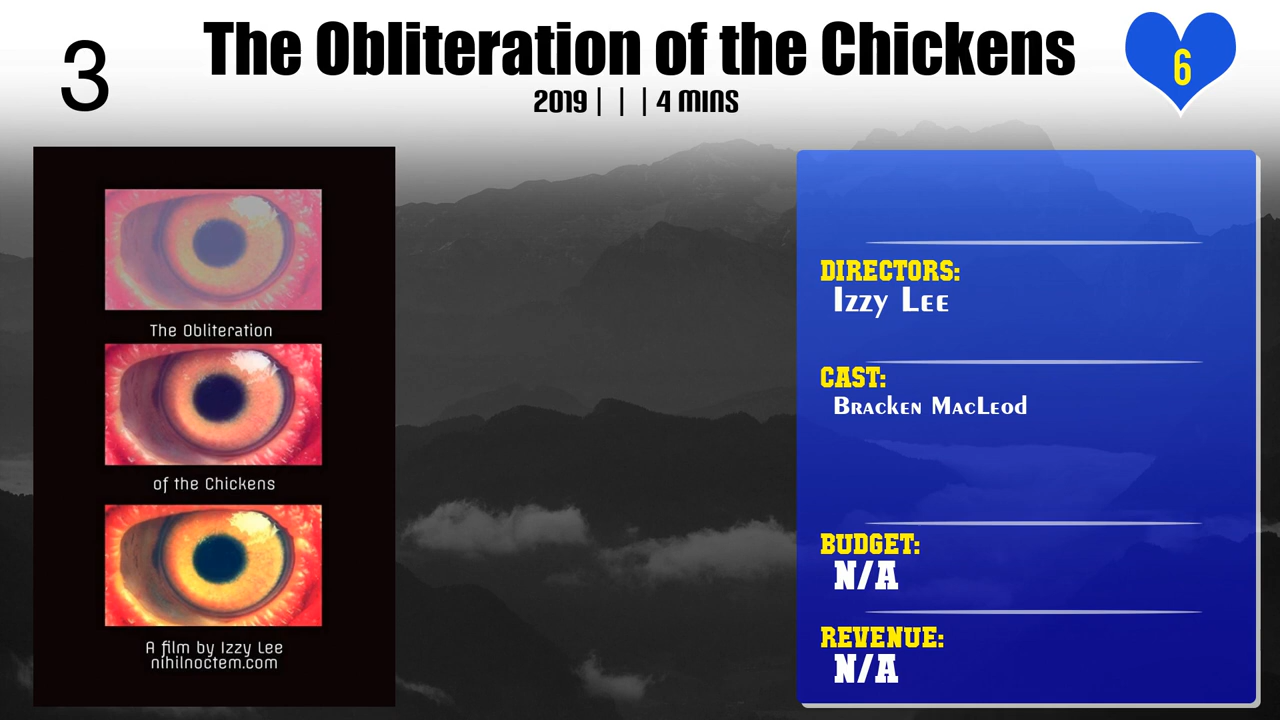 3
The Obliteration of the Chickens
6
2019 | | | 4 MINS
The Obliteration
of the Chickens
A film by Izzy Lee
nihilnoctem.com
DIRECTORS:
Izzy Lee
CAST:
Bracken MacLeod
BUDGET:
N/A
REVENUE:
N/A